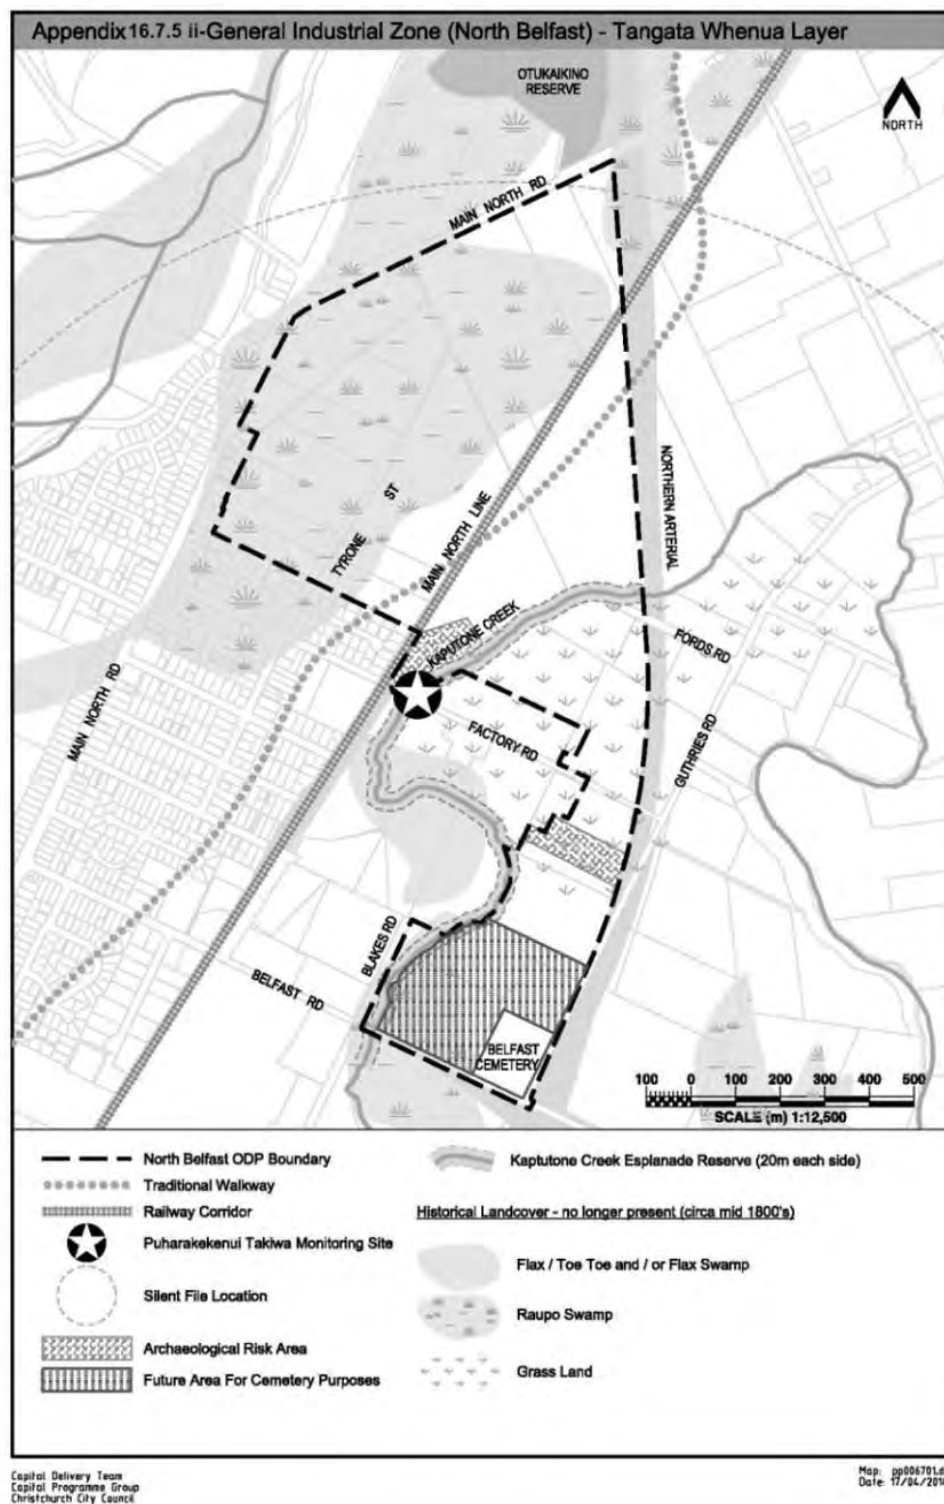 Appendix 16.7.5 ii-General Industrial Zone (North Belfast) - Tangata Whenua Layer
OTUKAIKINO
RESERVE
NORTH
MAIN NORTH RD
NORTHERN ARTERIAL
TYRONE ST
MAIN NORTH LINE
KAPUTONE CREEK
FORDS RD
MAIN NORTH RD
FACTORY RD
GUTHRIES RD
BLAKES RD
BELFAST RD
BELFAST
CEMETERY
100 0 100 200 300 400 500
SCALE (m) 1:12,500
North Belfast ODP Boundary
Traditional Walkway
Railway Corridor
Puharakekenui Takiwa Monitoring Site
Silent File Location
Archaeological Risk Area
Future Area For Cemetery Purposes
Kaptutone Creek Esplanade Reserve (20m each side)
Historical Landcover - no longer present (circa mid 1800's)
Flax / Toe Toe and / or Flax Swamp
Raupo Swamp
Grass Land
Capital Delivery Team
Capital Programme Group
Christchurch City Council
Map: pp006701.d
Date: 17/04/201